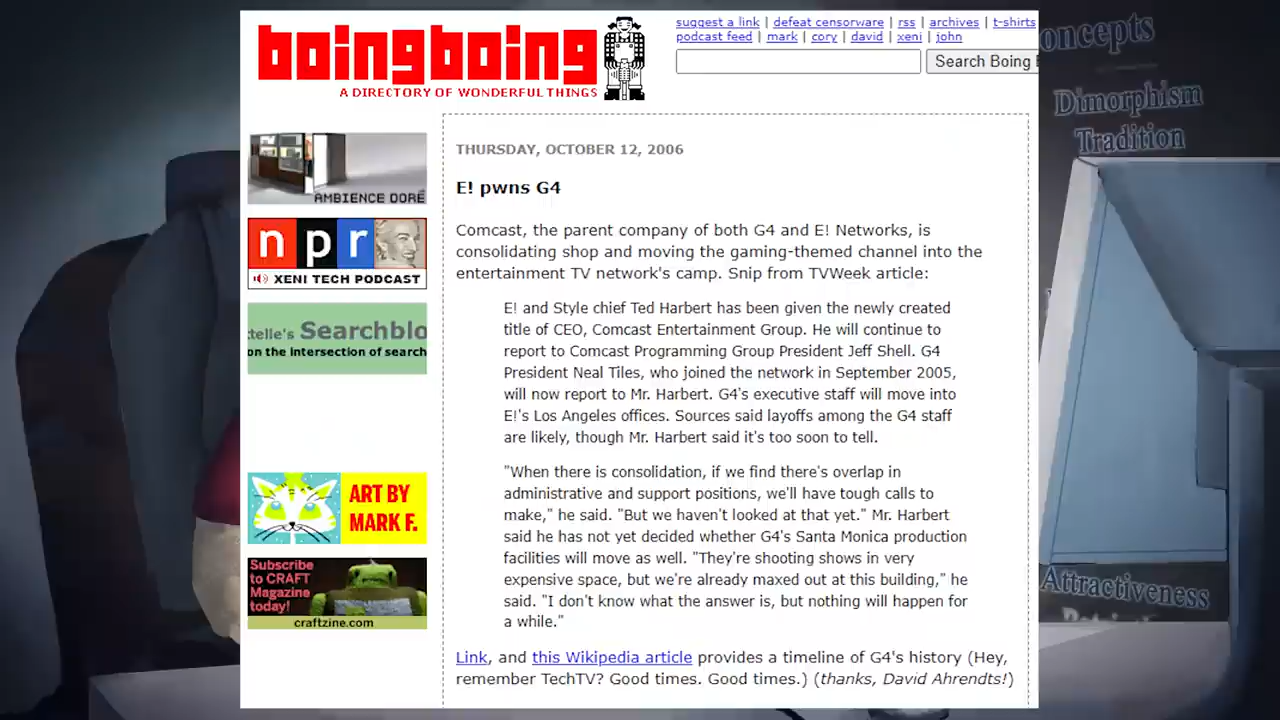 boingboing
A DIRECTORY OF WONDERFUL THINGS
suggest a link | defeat censorware | rss | archives | t-shirts
podcast feed | mark | cory | david | xeni | john
Search Boing
oncepts
Dimorphism
Tradition
AMBIENCE DORÉ
npr
XENI TECH PODCAST
telle's Searchblo
on the intersection of search
ART BY
MARK F.
Subscribe
to CRAFT
Magazine
today!
craftzine.com
THURSDAY, OCTOBER 12, 2006
E! pwns G4
Comcast, the parent company of both G4 and E! Networks, is
consolidating shop and moving the gaming-themed channel into the
entertainment TV network's camp. Snip from TVWeek article:
E! and Style chief Ted Harbert has been given the newly created
title of CEO, Comcast Entertainment Group. He will continue to
report to Comcast Programming Group President Jeff Shell. G4
President Neal Tiles, who joined the network in September 2005,
will now report to Mr. Harbert. G4's executive staff will move into
E!'s Los Angeles offices. Sources said layoffs among the G4 staff
are likely, though Mr. Harbert said it's too soon to tell.
"When there is consolidation, if we find there's overlap in
administrative and support positions, we'll have tough calls to
make," he said. "But we haven't looked at that yet." Mr. Harbert
said he has not yet decided whether G4's Santa Monica production
facilities will move as well. "They're shooting shows in very
expensive space, but we're already maxed out at this building," he
said. "I don't know what the answer is, but nothing will happen for
a while."
Link, and this Wikipedia article provides a timeline of G4's history (Hey,
remember TechTV? Good times. Good times.) (thanks, David Ahrendts!)
Attractiveness